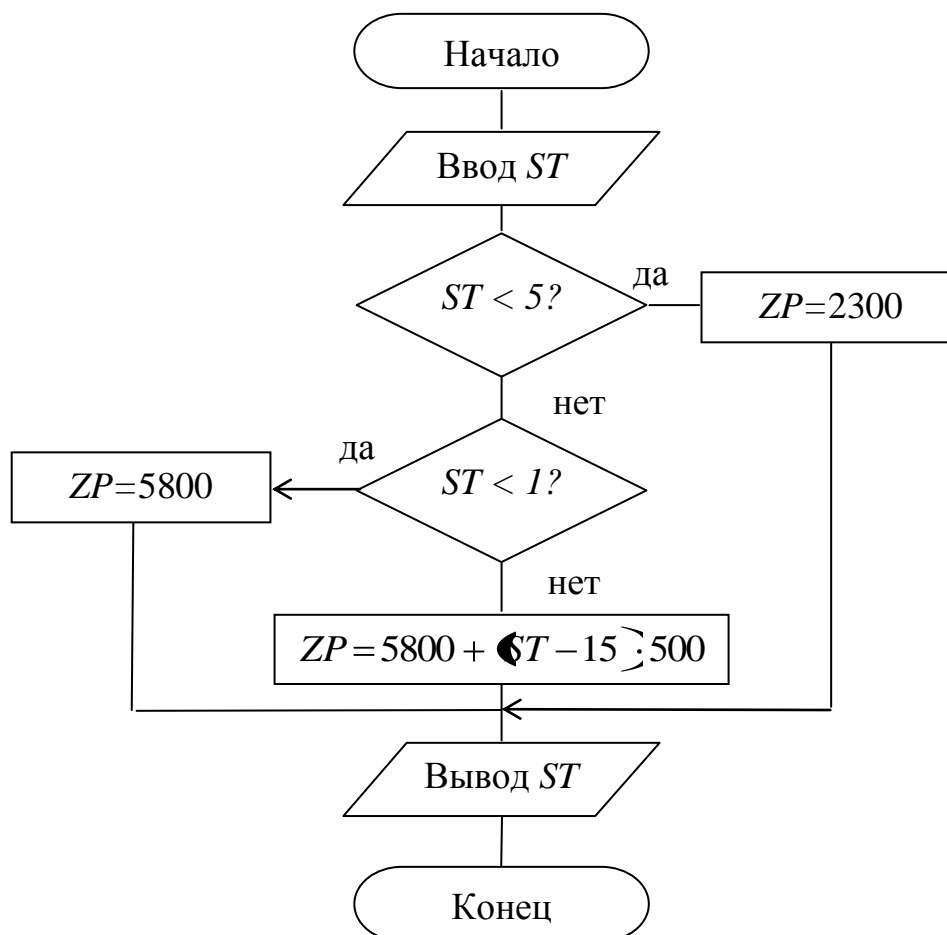 Начало
Ввод ST
ST < 5?
да
ZP=2300
нет
да
ZP=5800
ST < 1?
нет
ZP = 5800 + (ST − 15) · 500
Вывод ST
Конец